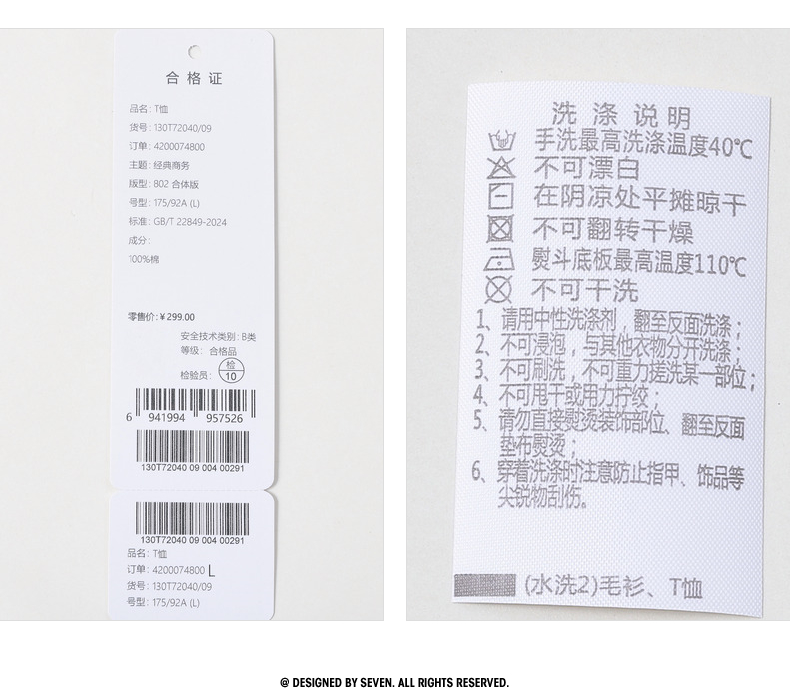 合格证
品名: T恤
货号: 130T72040/09
订单: 4200074800
主题: 经典商务
版型: 802 合体版
号型: 175/92A (L)
标准: GB/T 22849-2024
成分:
100%棉
零售价: ¥ 299.00
安全技术类别: B类
等级: 合格品
检验员: 检 10
6 941994 957526
130T72040 09 004 00291
130T72040 09 004 00291
品名: T恤
订单: 4200074800 L
货号: 130T72040/09
号型: 175/92A (L)
洗涤说明
手洗最高洗涤温度40℃
不可漂白
在阴凉处平摊晾干
不可翻转干燥
熨斗底板最高温度110℃
不可干洗
1、请用中性洗涤剂，翻至反面洗涤；
2、不可浸泡，与其他衣物分开洗涤；
3、不可刷洗，不可重力搓洗某一部位；
4、不可甩干或用力拧绞；
5、请勿直接熨烫装饰部位、翻至反面
垫布熨烫；
6、穿着洗涤时注意防止指甲、饰品等
尖锐物刮伤。
(水洗2)毛衫、T恤
@ DESIGNED BY SEVEN. ALL RIGHTS RESERVED.